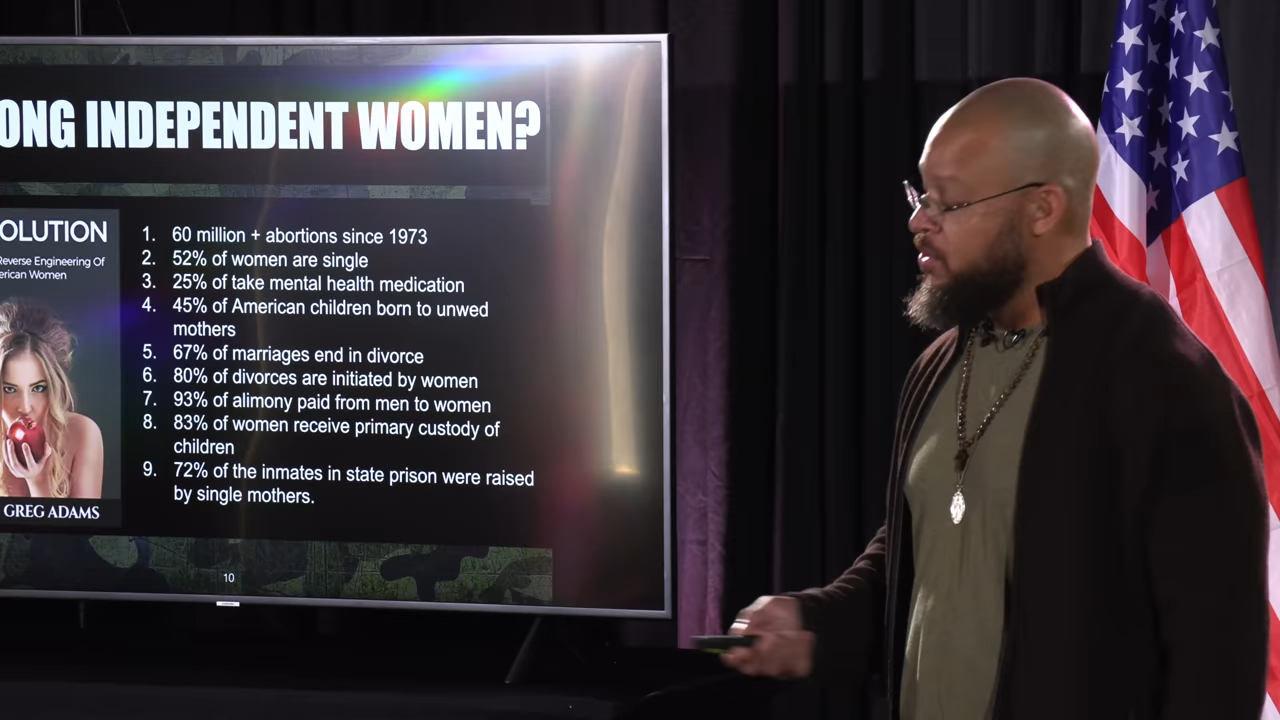 ONG INDEPENDENT WOMEN?
OLUTION
Reverse Engineering Of
erican Women
GREG ADAMS
1. 60 million + abortions since 1973
2. 52% of women are single
3. 25% of take mental health medication
4. 45% of American children born to unwed
mothers
5. 67% of marriages end in divorce
6. 80% of divorces are initiated by women
7. 93% of alimony paid from men to women
8. 83% of women receive primary custody of
children
9. 72% of the inmates in state prison were raised
by single mothers.
10